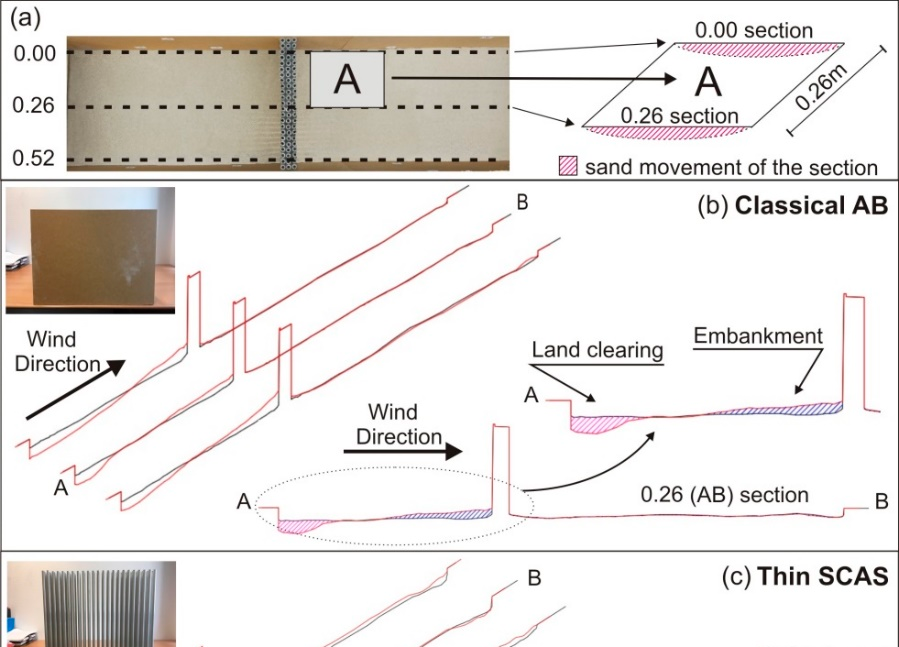 (a)
0.00
0.26
0.52
A
0.00 section
A
0.26 section
0.26m
sand movement of the section
(b) Classical AB
B
Wind
Direction
A
Land clearing
Embankment
A
Wind
Direction
A
0.26 (AB) section
B
(c) Thin SCAS
B